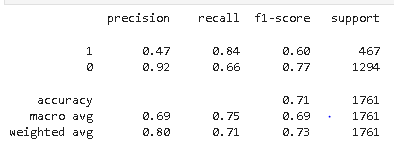 precision recall f1-score support
1 0.47 0.84 0.60 467
0 0.92 0.66 0.77 1294
accuracy 0.71 1761
macro avg 0.69 0.75 0.69 1761
weighted avg 0.80 0.71 0.73 1761